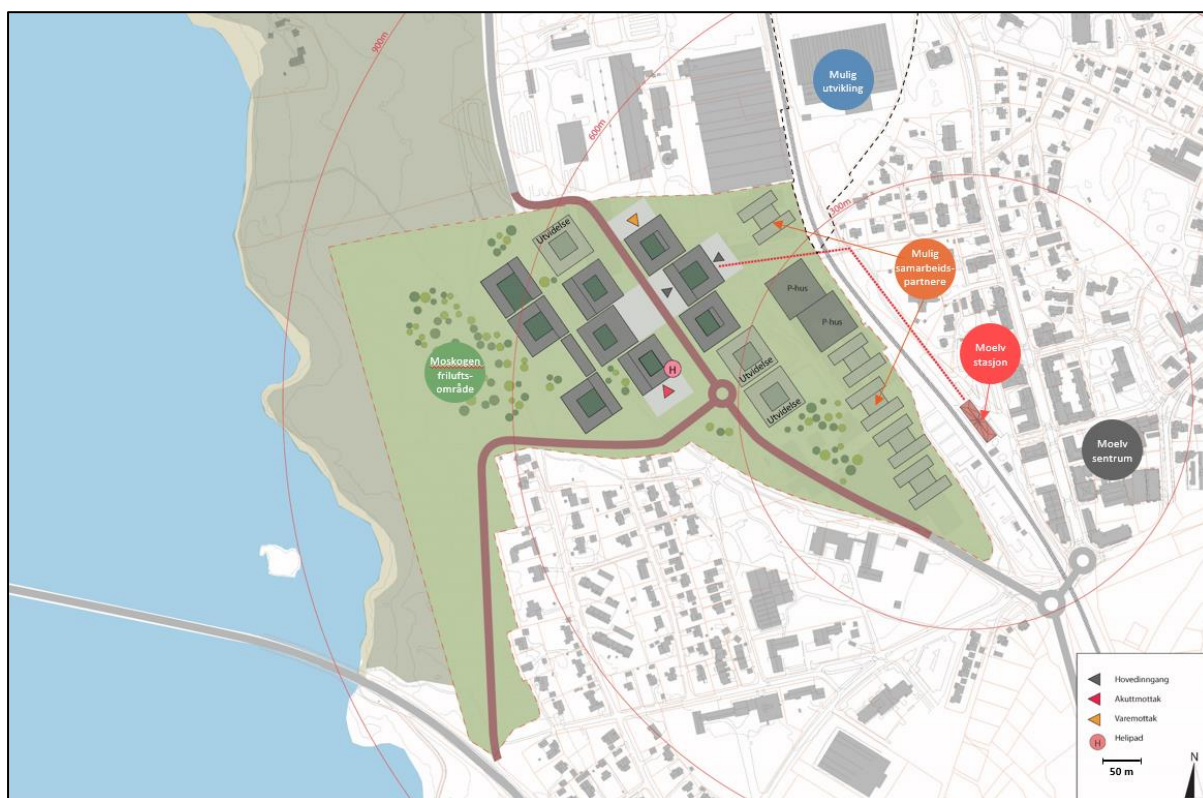 900m
600m
300m
Mulig
utvikling
Utvidelse
Mulig
samarbeids-
partnere
P-hus
P-hus
Moskogen
frilufts-
område
H
Utvidelse
Utvidelse
Moelv
stasjon
Moelv
sentrum
Hovedinngang
Akuttmottak
Varemottak
H
Helipad
50 m
N